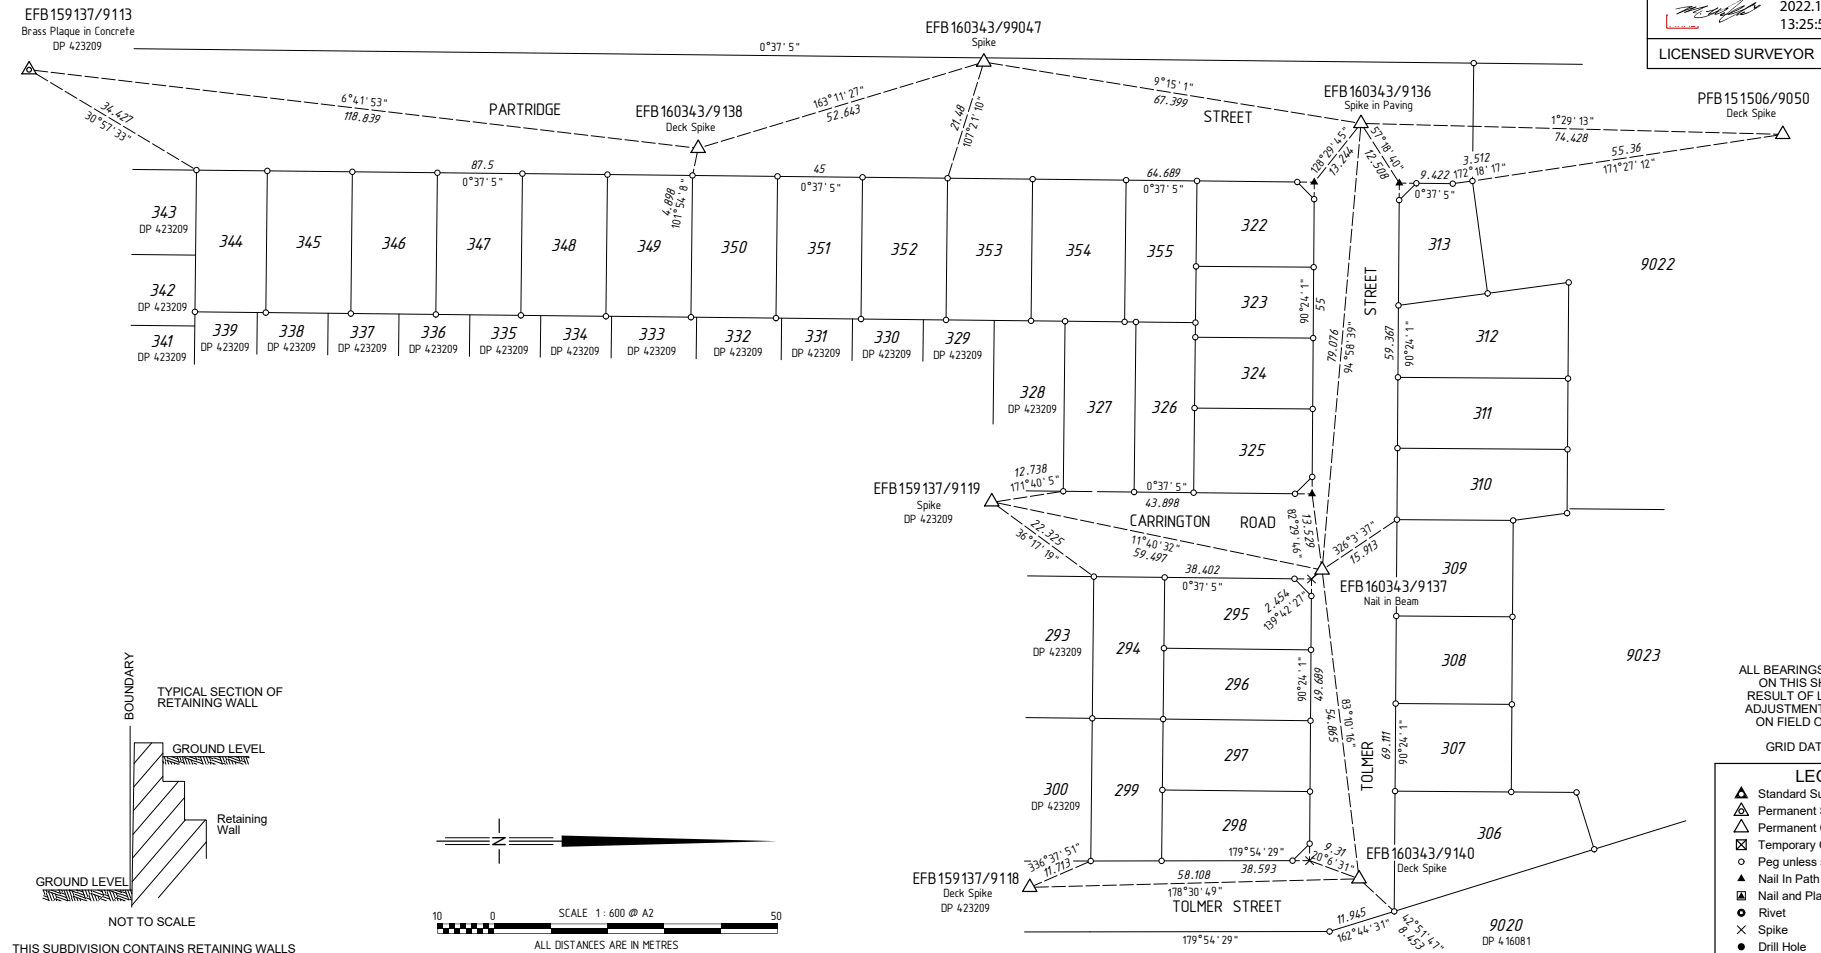 EFB159137/9113
Brass Plaque in Concrete
DP 423209
EFB160343/99047
Spike
2022.1
13:25:5
LICENSED SURVEYOR
0°37'5"
34.427
30°57'33"
6°41'53"
118.839
PARTRIDGE
EFB160343/9138
Deck Spike
163°11'27"
52.643
21.48
107°21'10"
9°15'1"
67.399
STREET
EFB160343/9136
Spike in Paving
1°29'13"
74.428
PFB151506/9050
Deck Spike
55.36
171°27'12"
128°29'45"
13.244
57°18'40"
12.508
9.422
0°37'5"
3.512
172°18'17"
87.5
0°37'5"
4.898
101°54'8"
45
0°37'5"
64.689
0°37'5"
343
DP 423209
344
345
346
347
348
349
350
351
352
353
354
355
322
313
9022
342
DP 423209
323
90°24'1"
55
STREET
312
341
DP 423209
339
DP 423209
338
DP 423209
337
DP 423209
336
DP 423209
335
DP 423209
334
DP 423209
333
DP 423209
332
DP 423209
331
DP 423209
330
DP 423209
329
DP 423209
79.076
94°58'39"
59.367
90°24'1"
328
DP 423209
327
326
324
311
325
310
12.738
171°40'5"
0°37'5"
43.898
EFB159137/9119
Spike
DP 423209
CARRINGTON ROAD
22.325
36°17'19"
11°40'32"
59.497
13.529
82°29'46"
326°3'37"
15.913
309
38.402
0°37'5"
EFB160343/9137
Nail in Beam
2.454
139°42'27"
293
DP 423209
294
295
296
90°24'1"
49.689
83°10'16"
54.865
308
9023
297
TOLMER
69.111
90°24'1"
307
300
DP 423209
299
298
306
BOUNDARY
TYPICAL SECTION OF
RETAINING WALL
GROUND LEVEL
Retaining
Wall
GROUND LEVEL
NOT TO SCALE
THIS SUBDIVISION CONTAINS RETAINING WALLS
N
10 0 SCALE 1:600 @ A2 50
ALL DISTANCES ARE IN METRES
336°37'51"
11.713
179°54'29"
38.593
9.31
20°6'31"
EFB160343/9140
Deck Spike
EFB159137/9118
Deck Spike
DP 423209
58.108
178°30'49"
TOLMER STREET
11.945
162°44'31"
42°51'47"
8.453
179°54'29"
9020
DP 416081
ALL BEARINGS
ON THIS SH
RESULT OF L
ADJUSTMENT
ON FIELD O
GRID DAT
LEG
Standard Su
Permanent S
Permanent
Temporary
Peg unless
Nail In Path
Nail and Pla
Rivet
Spike
Drill Hole